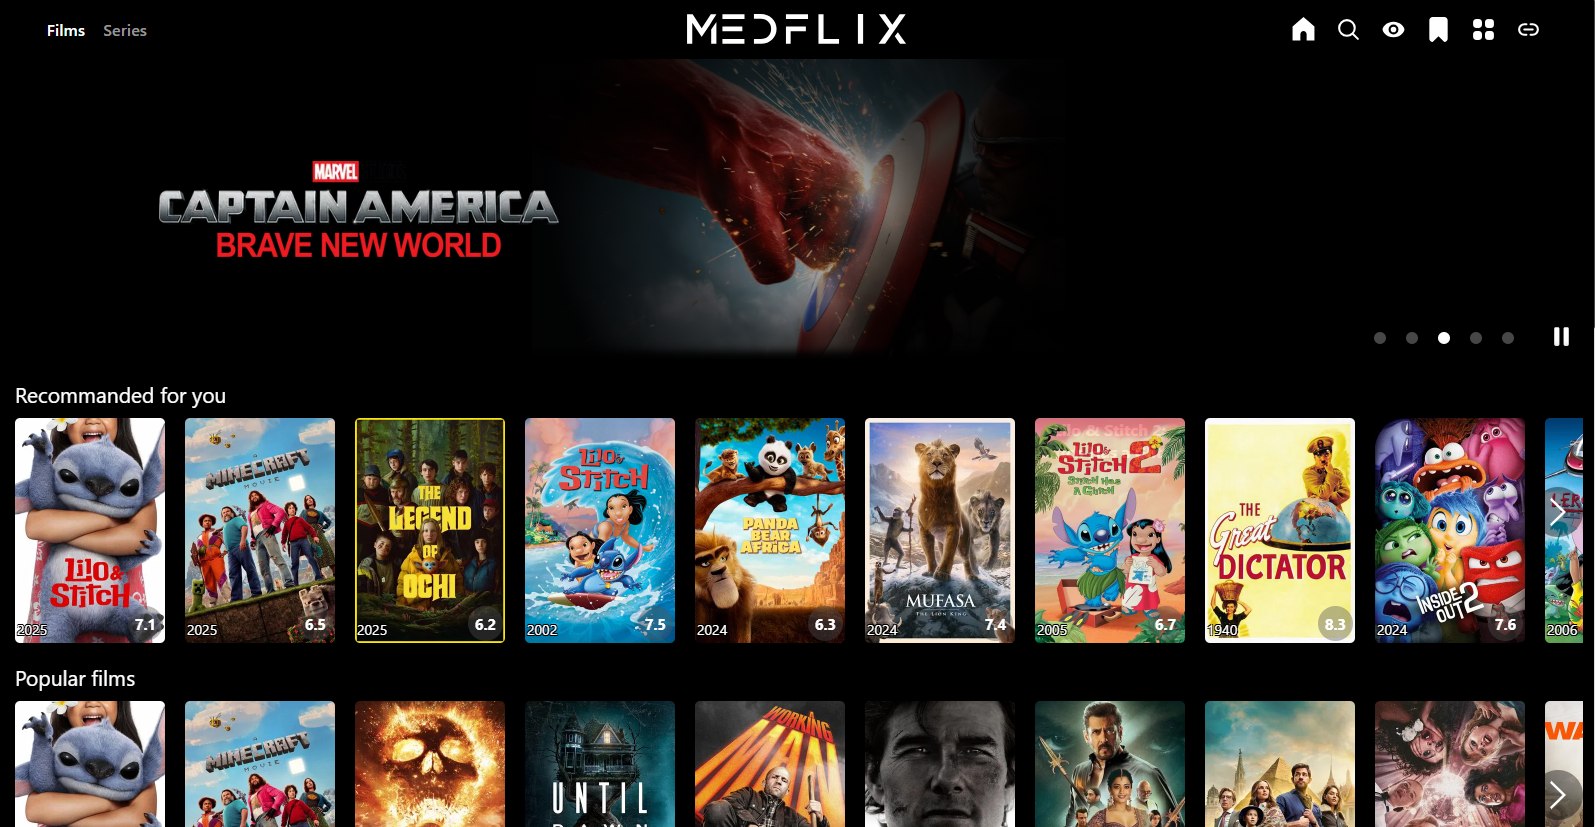 Films Series
MEDFLIX
MARVEL
CAPTAIN AMERICA
BRAVE NEW WORLD
Recommanded for you
LILO &
STITCH
2025 7.1
MINECRAFT
MOVIE
2025 6.5
THE
LEGEND
OF
OCHI
2025 6.2
LILO &
STITCH
2002 7.5
PANDA
BEAR
AFRICA
2024 6.3
MUFASA
THE LION KING
2024 7.4
Lilo & Stitch 2
LILO &
STITCH 2
STITCH HAS
A GLITCH
2005 6.7
THE
Great
DICTATOR
1940 8.3
INSIDE
OUT 2
2024 7.6
2006
Popular films
MINECRAFT
MOVIE
UNTIL
DAWN
WORKING
MAN